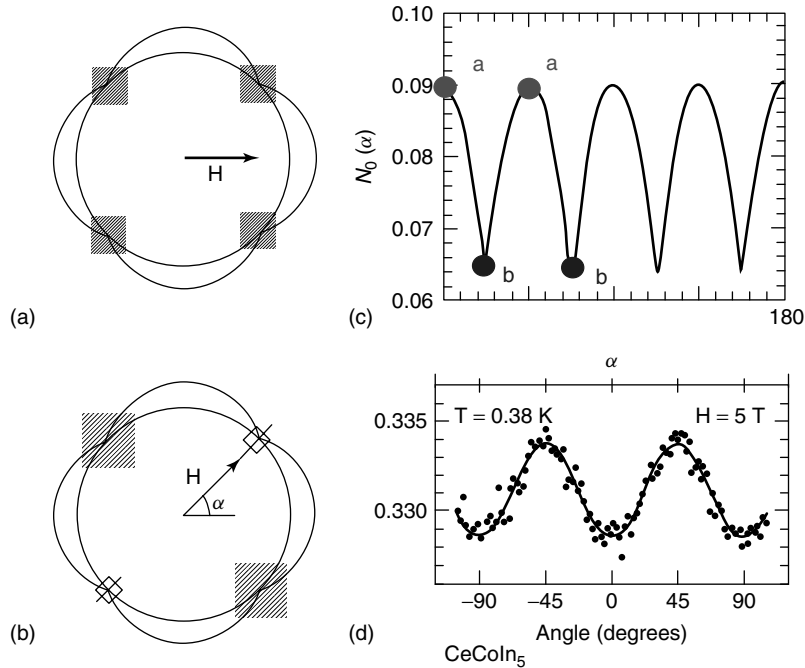 H
(a)
H
α
(b)
0.10
0.09
0.08
0.07
0.06
N₀ (α)
a
a
b
b
180
(c)
α
T = 0.38 K
H = 5 T
0.335
0.330
−90
−45
0
45
90
(d)
Angle (degrees)
CeCoIn₅